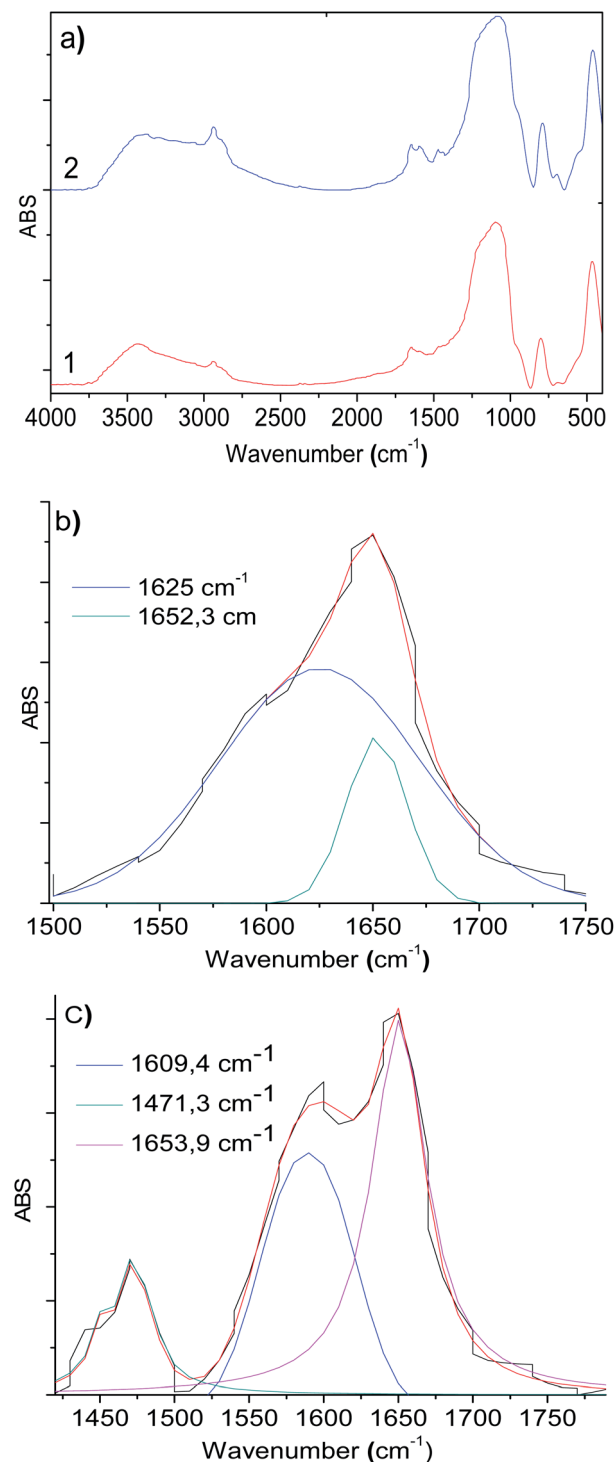 a)
2
1
ABS
4000 3500 3000 2500 2000 1500 1000 500
Wavenumber (cm-1)
b)
1625 cm-1
1652,3 cm
ABS
1500 1550 1600 1650 1700 1750
Wavenumber (cm-1)
C)
1609,4 cm-1
1471,3 cm-1
1653,9 cm-1
ABS
1450 1500 1550 1600 1650 1700 1750
Wavenumber (cm-1)